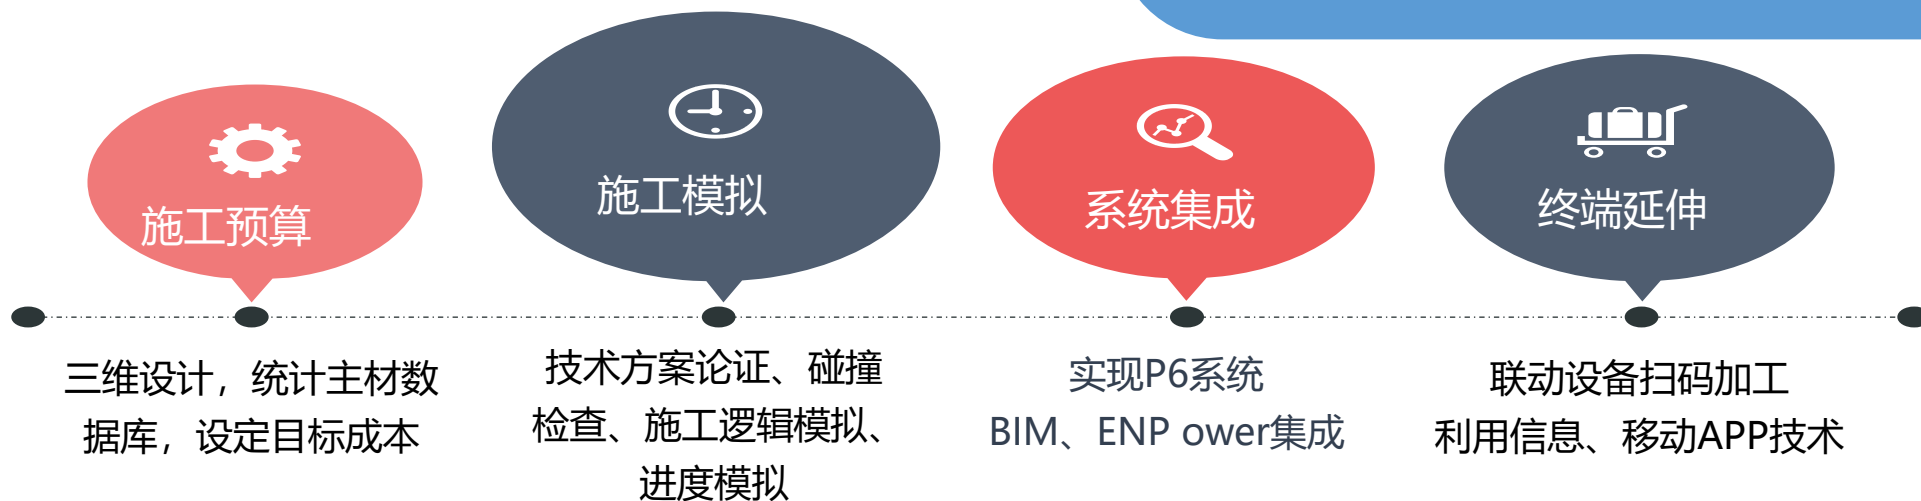 施工预算
施工模拟
系统集成
终端延伸
三维设计，统计主材数
据库，设定目标成本
技术方案论证、碰撞
检查、施工逻辑模拟、
进度模拟
实现P6系统
BIM、ENP ower集成
联动设备扫码加工
利用信息、移动APP技术